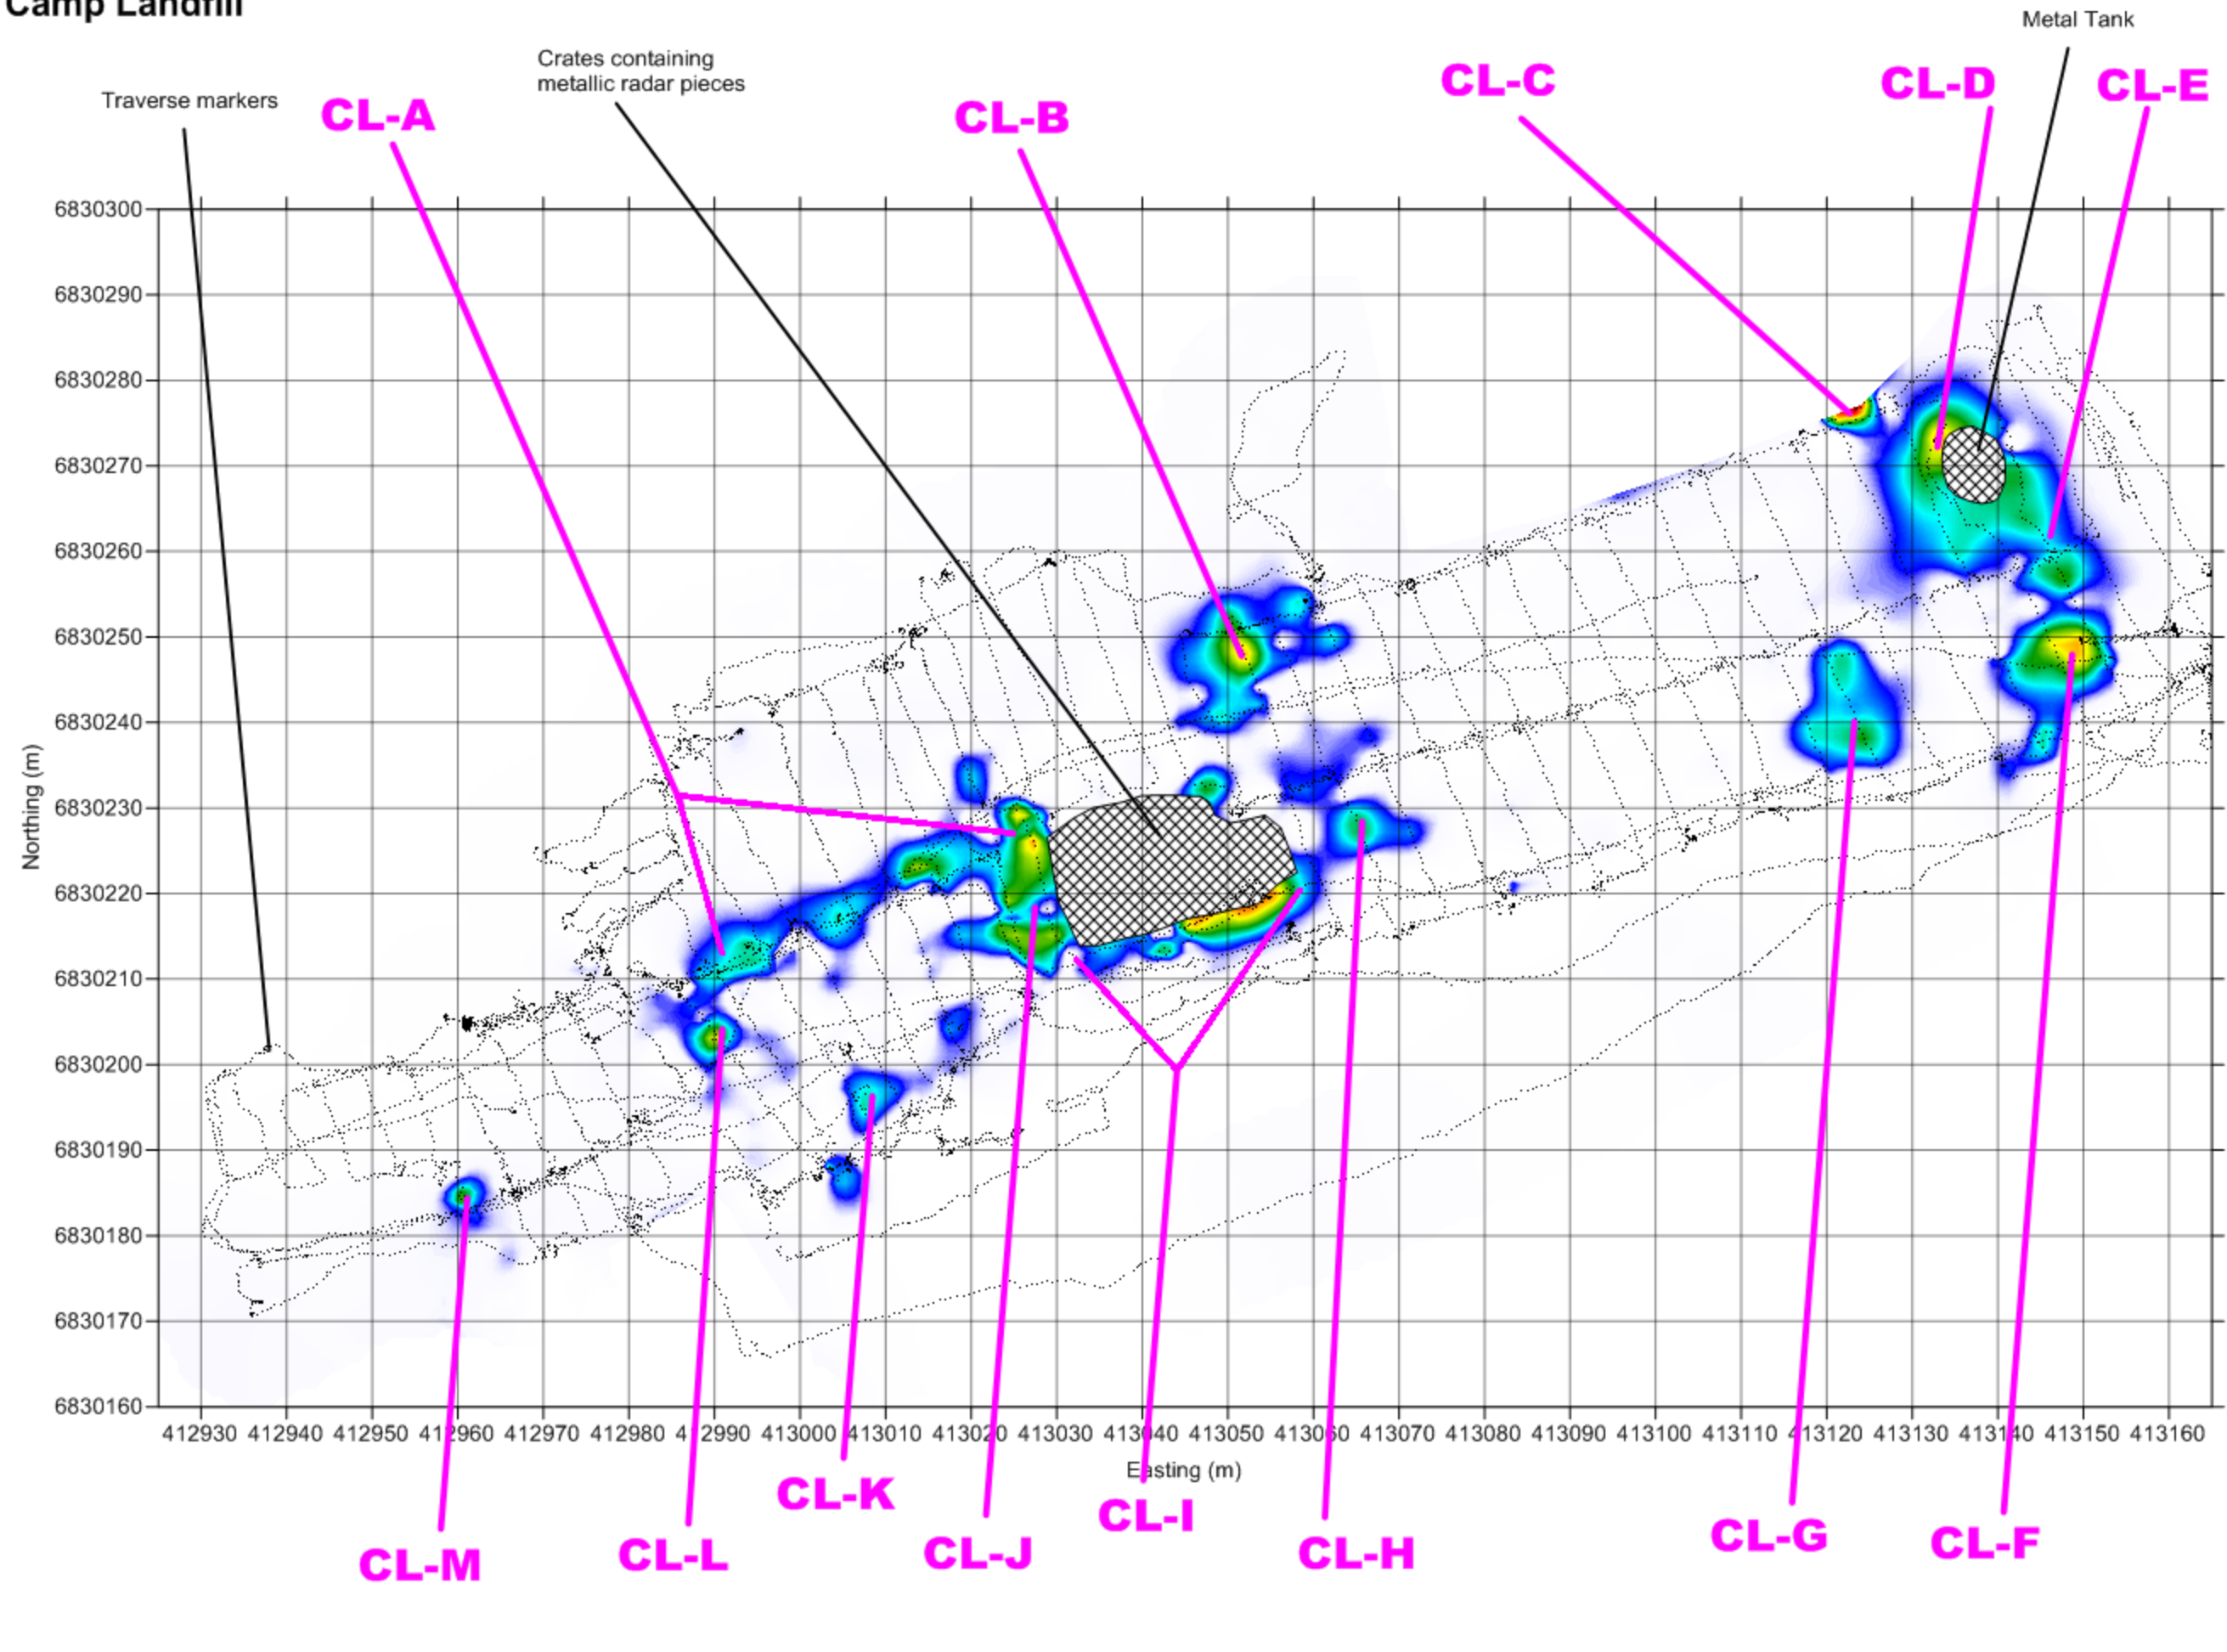 Camp Landfill
Metal Tank
Crates containing
metallic radar pieces
Traverse markers
CL-A
CL-B
CL-C
CL-D
CL-E
6830300
6830290
6830280
6830270
6830260
6830250
6830240
6830230
6830220
6830210
6830200
6830190
6830180
6830170
6830160
Northing (m)
412930 412940 412950 412960 412970 412980 412990 413000 413010 413020 413030 413040 413050 413060 413070 413080 413090 413100 413110 413120 413130 413140 413150 413160
Easting (m)
CL-M
CL-L
CL-K
CL-J
CL-I
CL-H
CL-G
CL-F